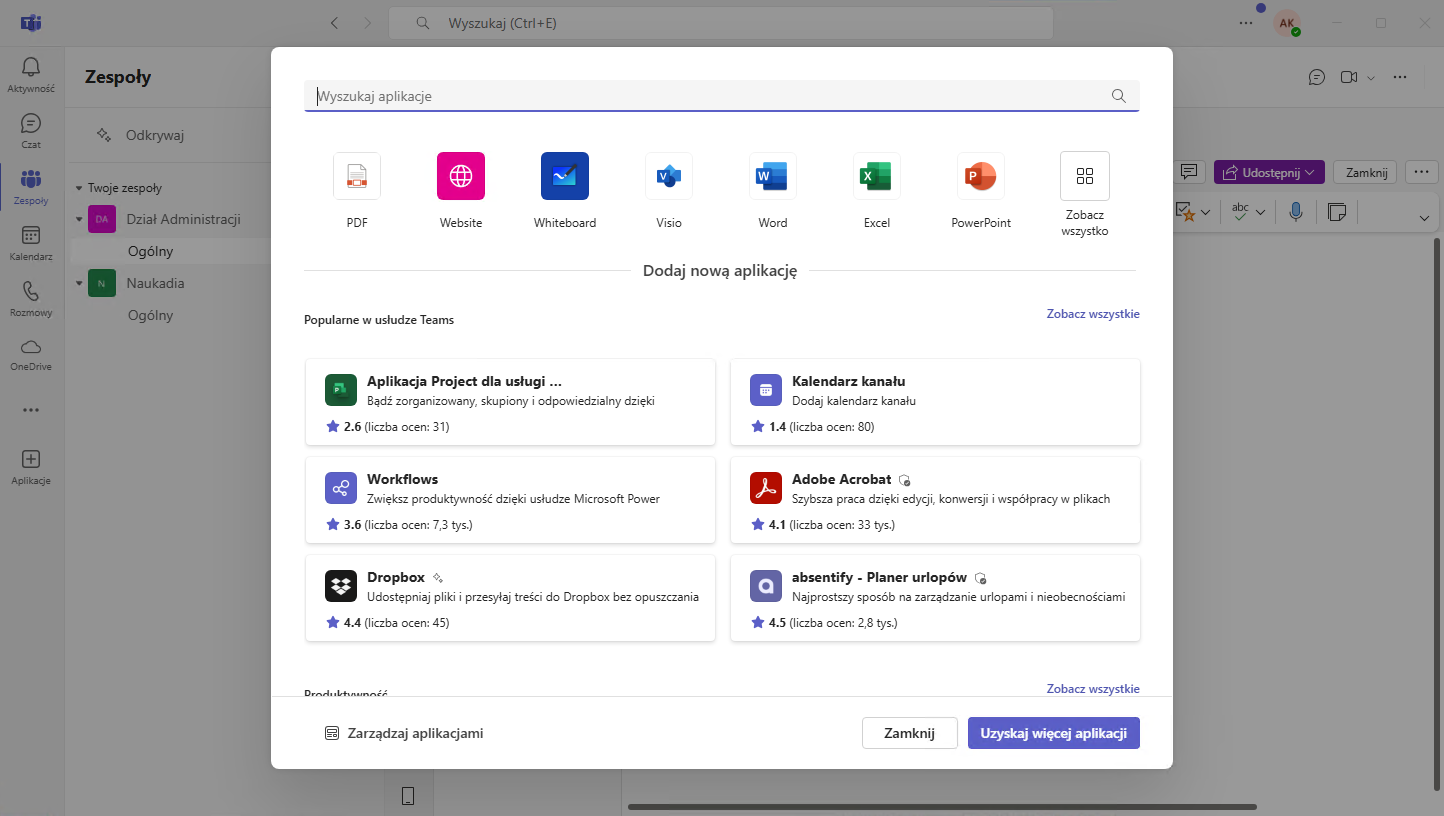 Wyszukaj (Ctrl+E)
AK
Aktywność
Czat
Zespoły
Kalendarz
Rozmowy
OneDrive
Aplikacje
Zespoły
Odkrywaj
Twoje zespoły
DA
Dział Administracji
Ogólny
N
Naukadia
Ogólny
Udostępnij
Zamknij
abc
Wyszukaj aplikacje
PDF
Website
Whiteboard
Visio
Word
Excel
PowerPoint
Zobacz
wszystko
Dodaj nową aplikację
Popularne w usłudze Teams
Zobacz wszystkie
Aplikacja Project dla usługi ...
Bądź zorganizowany, skupiony i odpowiedzialny dzięki
2.6 (liczba ocen: 31)
Kalendarz kanału
Dodaj kalendarz kanału
1.4 (liczba ocen: 80)
Workflows
Zwiększ produktywność dzięki usłudze Microsoft Power
3.6 (liczba ocen: 7,3 tys.)
Adobe Acrobat
Szybsza praca dzięki edycji, konwersji i współpracy w plikach
4.1 (liczba ocen: 33 tys.)
Dropbox
Udostępniaj pliki i przesyłaj treści do Dropbox bez opuszczania
4.4 (liczba ocen: 45)
absentify - Planer urlopów
Najprostszy sposób na zarządzanie urlopami i nieobecnościami
4.5 (liczba ocen: 2,8 tys.)
Produktywność
Zobacz wszystkie
Zarządzaj aplikacjami
Zamknij
Uzyskaj więcej aplikacji